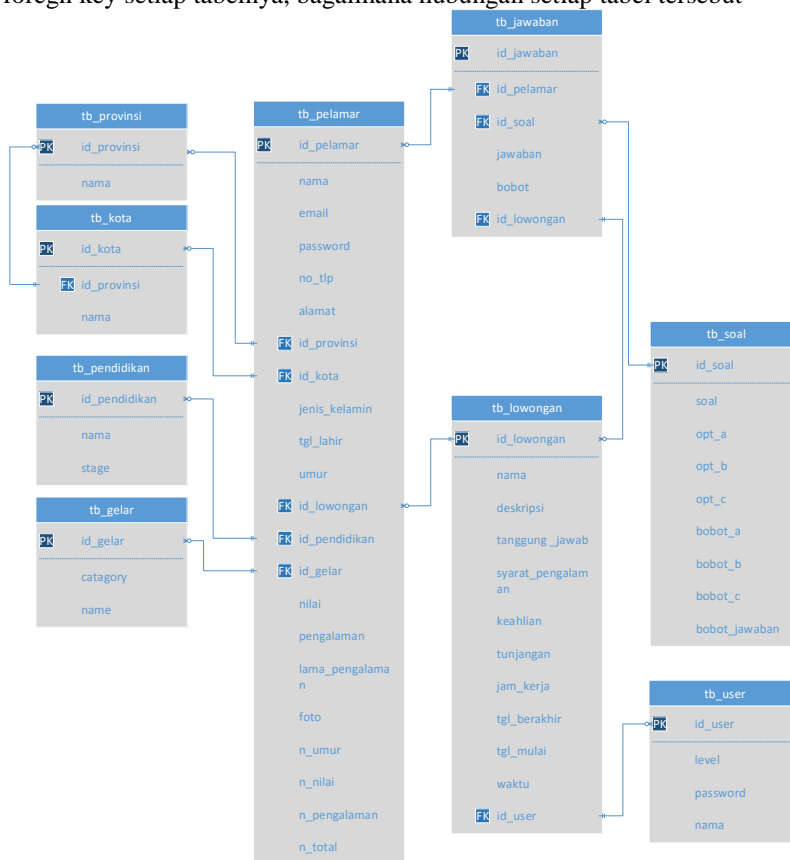 foregn key setiap tabelnya, bagaimana hubungan setiap tabel tersebut
tb_jawaban
PK id_jawaban
FK id_pelamar
FK id_soal
jawaban
bobot
FK id_lowongan
tb_provinsi
PK id_provinsi
nama
tb_kota
PK id_kota
FK id_provinsi
nama
tb_pendidikan
PK id_pendidikan
nama
stage
tb_gelar
PK id_gelar
catagory
name
tb_pelamar
PK id_pelamar
nama
email
password
no_tlp
alamat
FK id_provinsi
FK id_kota
jenis_kelamin
tgl_lahir
umur
FK id_lowongan
FK id_pendidikan
FK id_gelar
nilai
pengalaman
lama_pengalama
n
foto
n_umur
n_nilai
n_pengalaman
n_total
tb_lowongan
PK id_lowongan
nama
deskripsi
tanggung _jawab
syarat_pengalam
an
keahlian
tunjangan
jam_kerja
tgl_berakhir
tgl_mulai
waktu
FK id_user
tb_soal
PK id_soal
soal
opt_a
opt_b
opt_c
bobot_a
bobot_b
bobot_c
bobot_jawaban
tb_user
PK id_user
level
password
nama